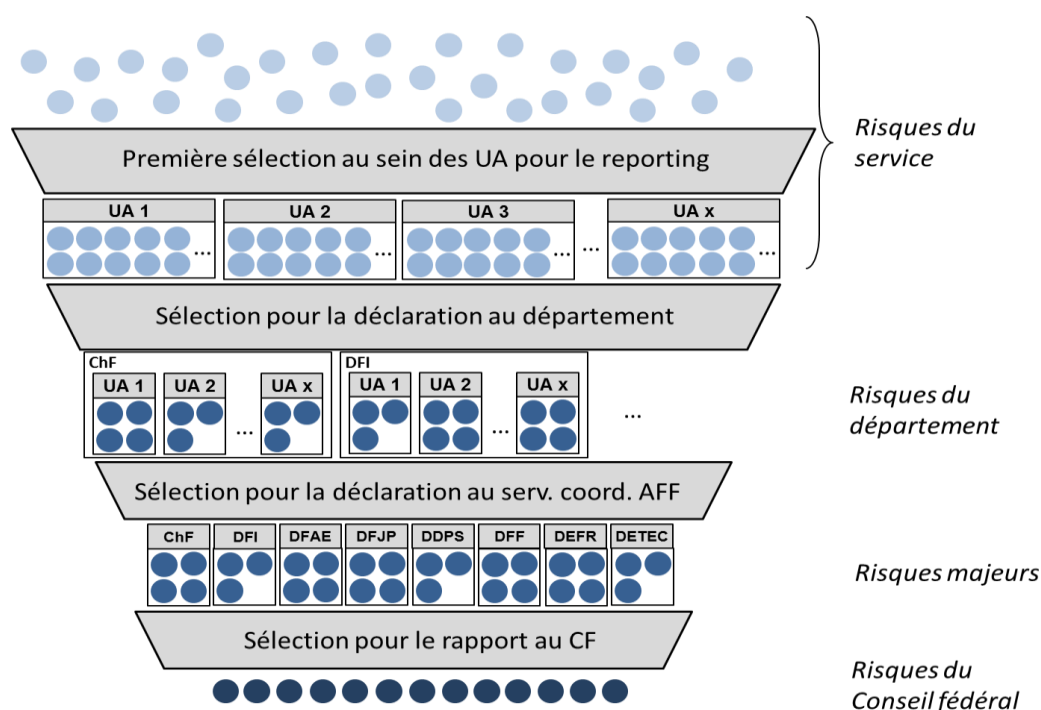 Première sélection au sein des UA pour le reporting
Risques du
service
UA 1 UA 2 UA 3 UA x
... ... ... ... ...
Sélection pour la déclaration au département
ChF DFI
UA 1 UA 2 UA x UA 1 UA 2 UA x
... ... ...
Risques du
département
Sélection pour la déclaration au serv. coord. AFF
ChF DFI DFAE DFJP DDPS DFF DEFR DETEC
Risques majeurs
Sélection pour le rapport au CF
Risques du
Conseil fédéral